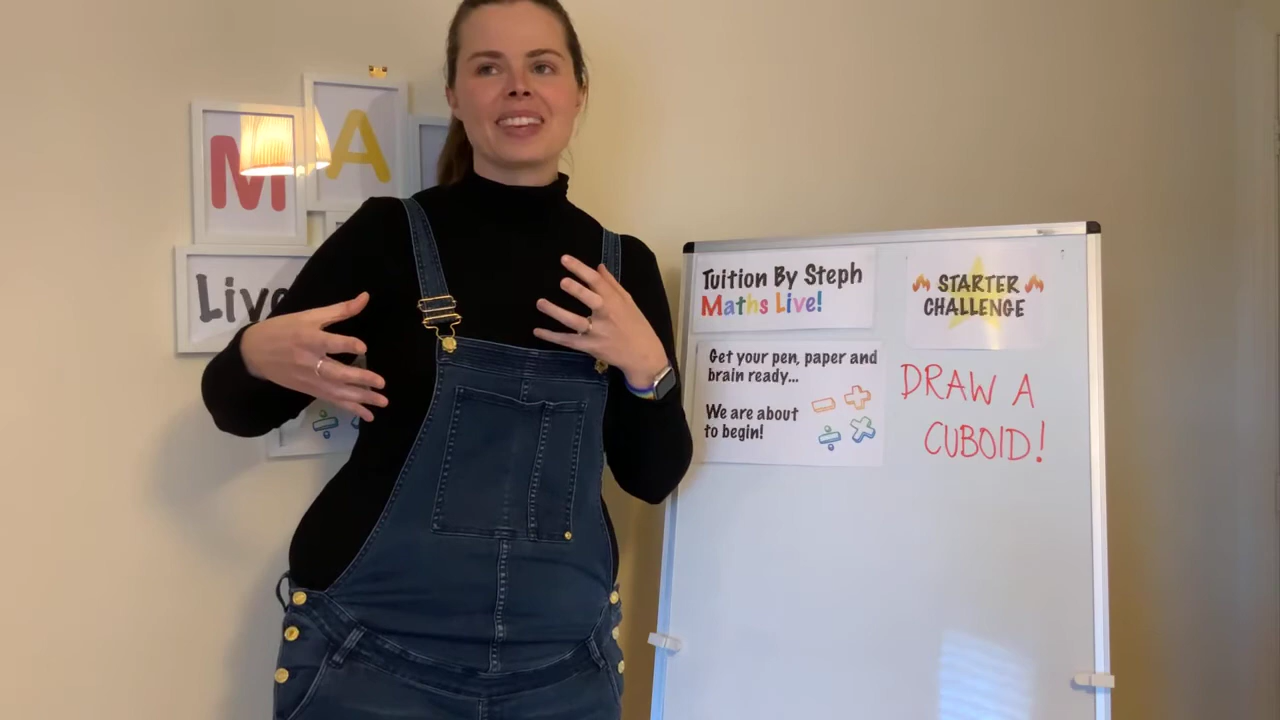 M
A
Live
Tuition By Steph
Maths Live!
STARTER
CHALLENGE
Get your pen, paper and
brain ready...
We are about
to begin!
DRAW A
CUBOID!